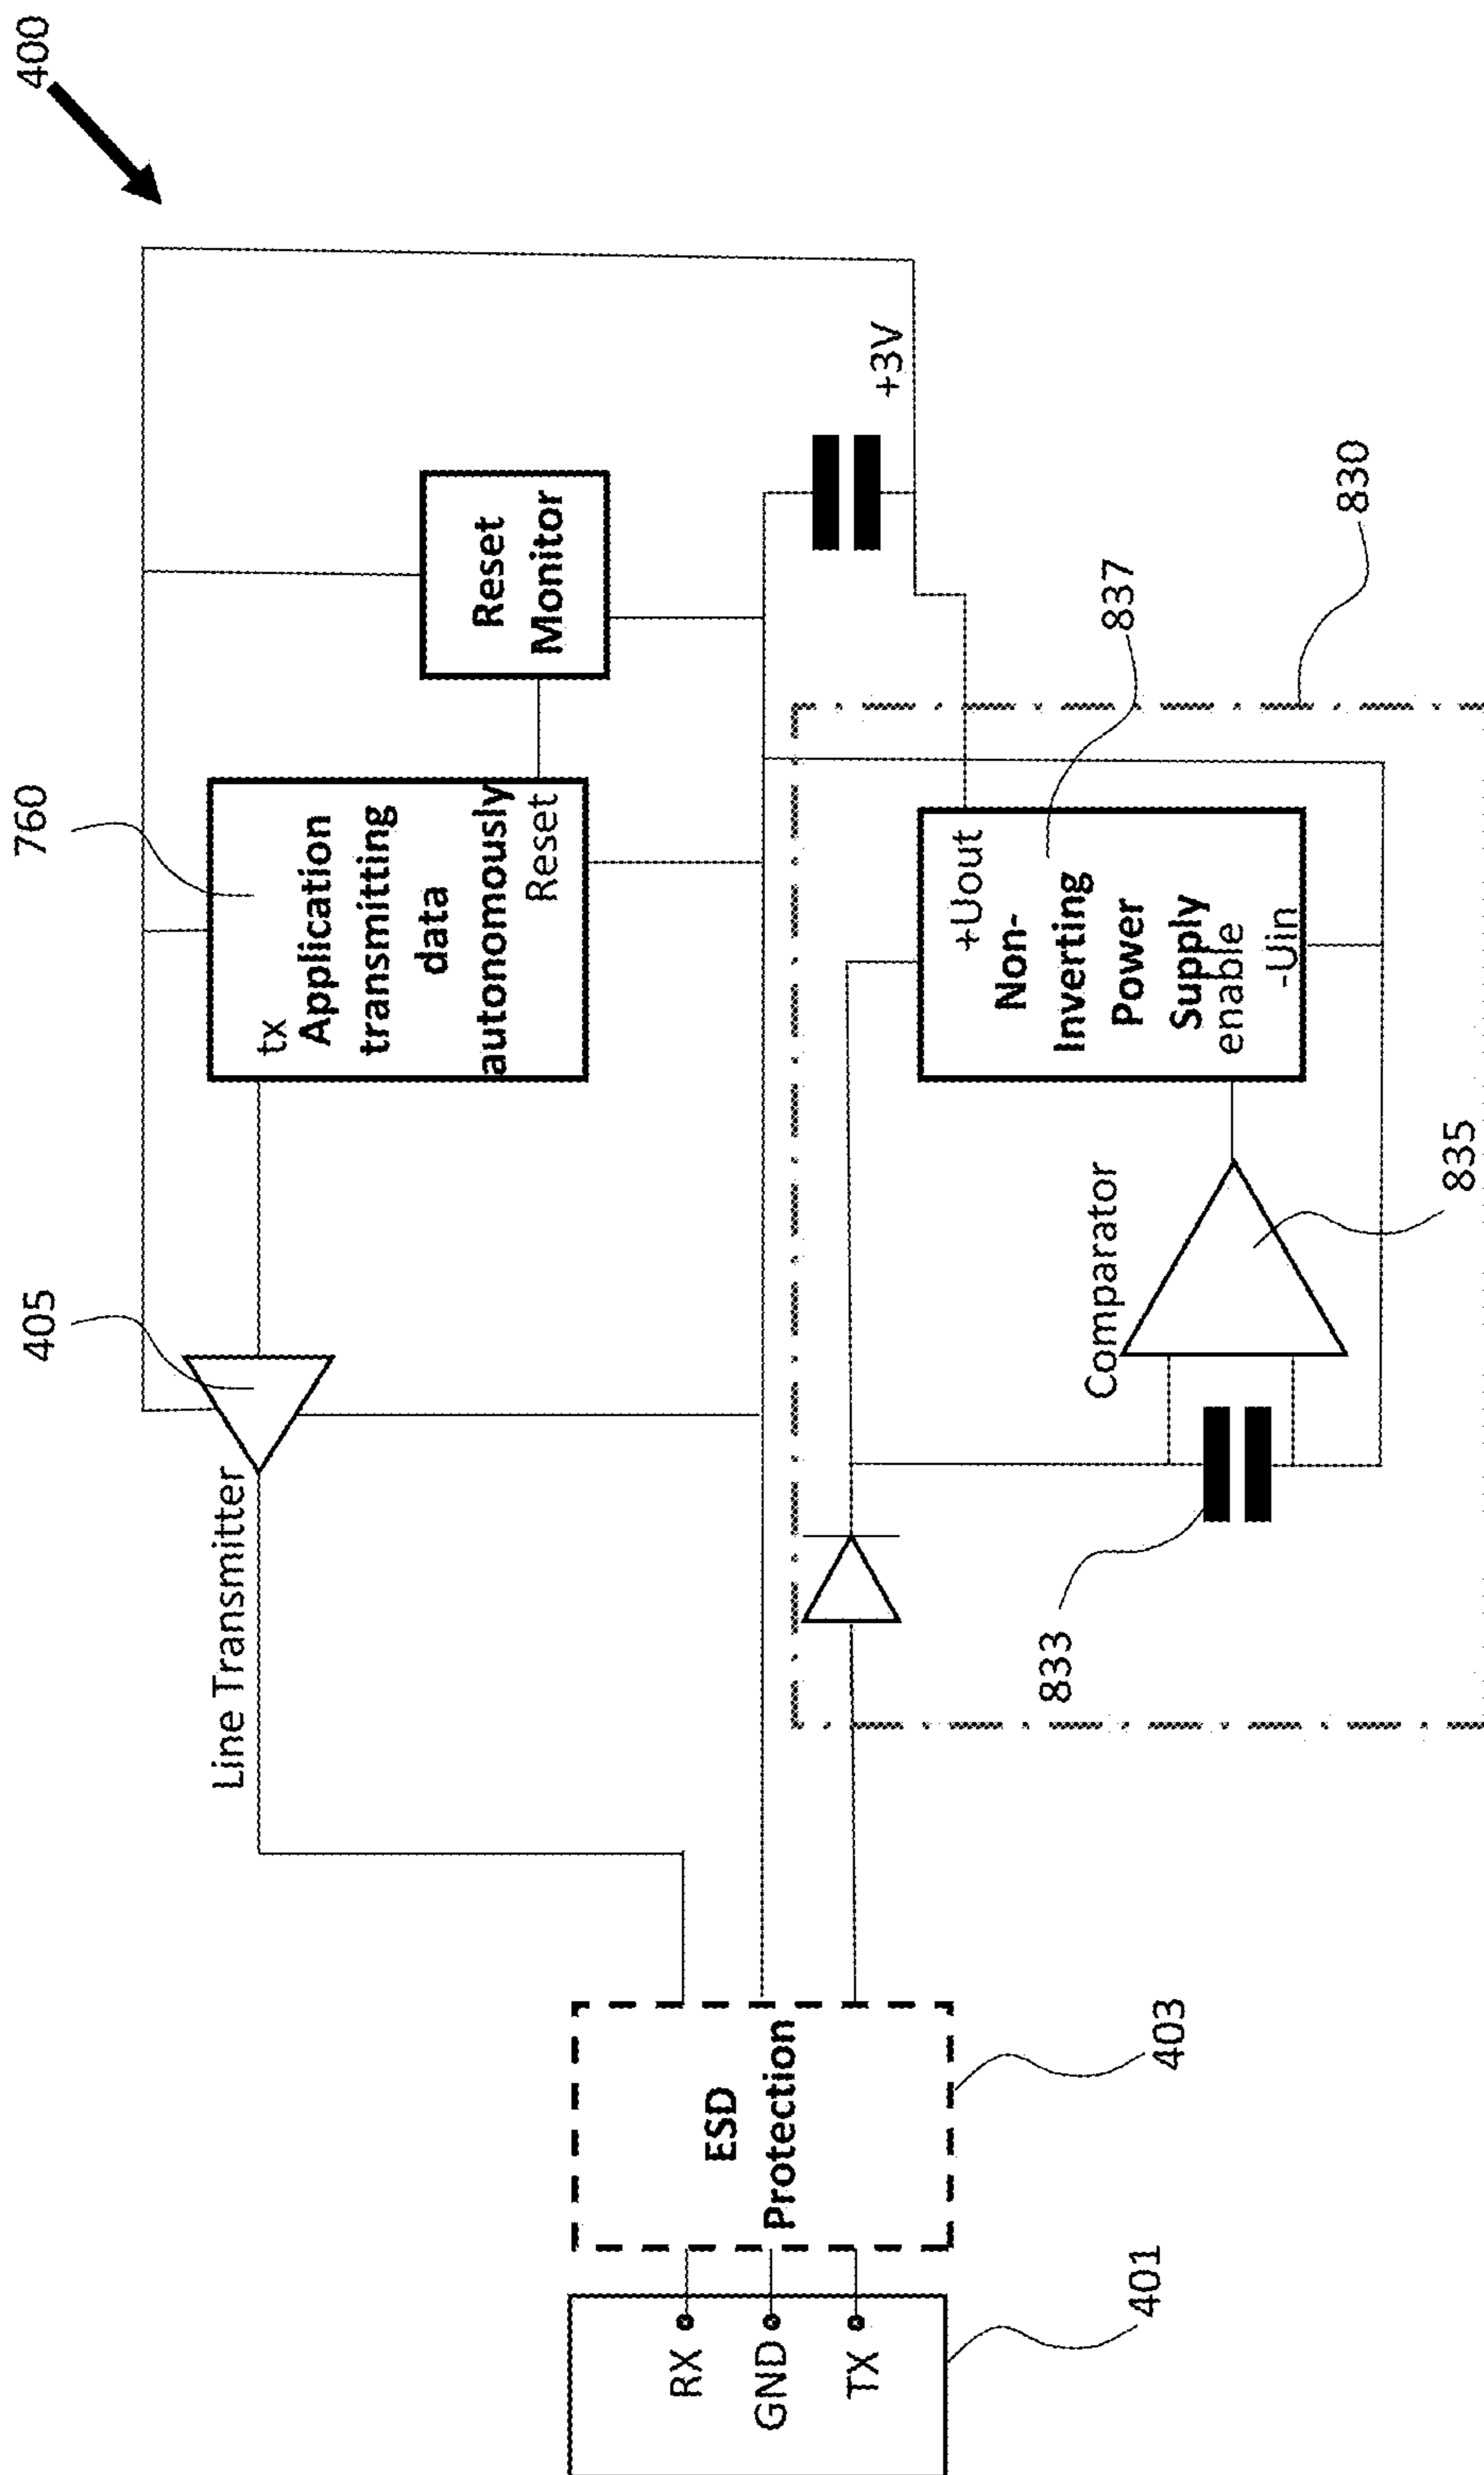 400
760
405
Line Transmitter
tx
Application
transmitting
data
autonomously
Reset
Reset
Monitor
+3V
RX
GND
TX
401
ESD
Protection
403
833
Comparator
835
+Uout
Non-
Inverting
Power
Supply
enable
-Uin
837
830